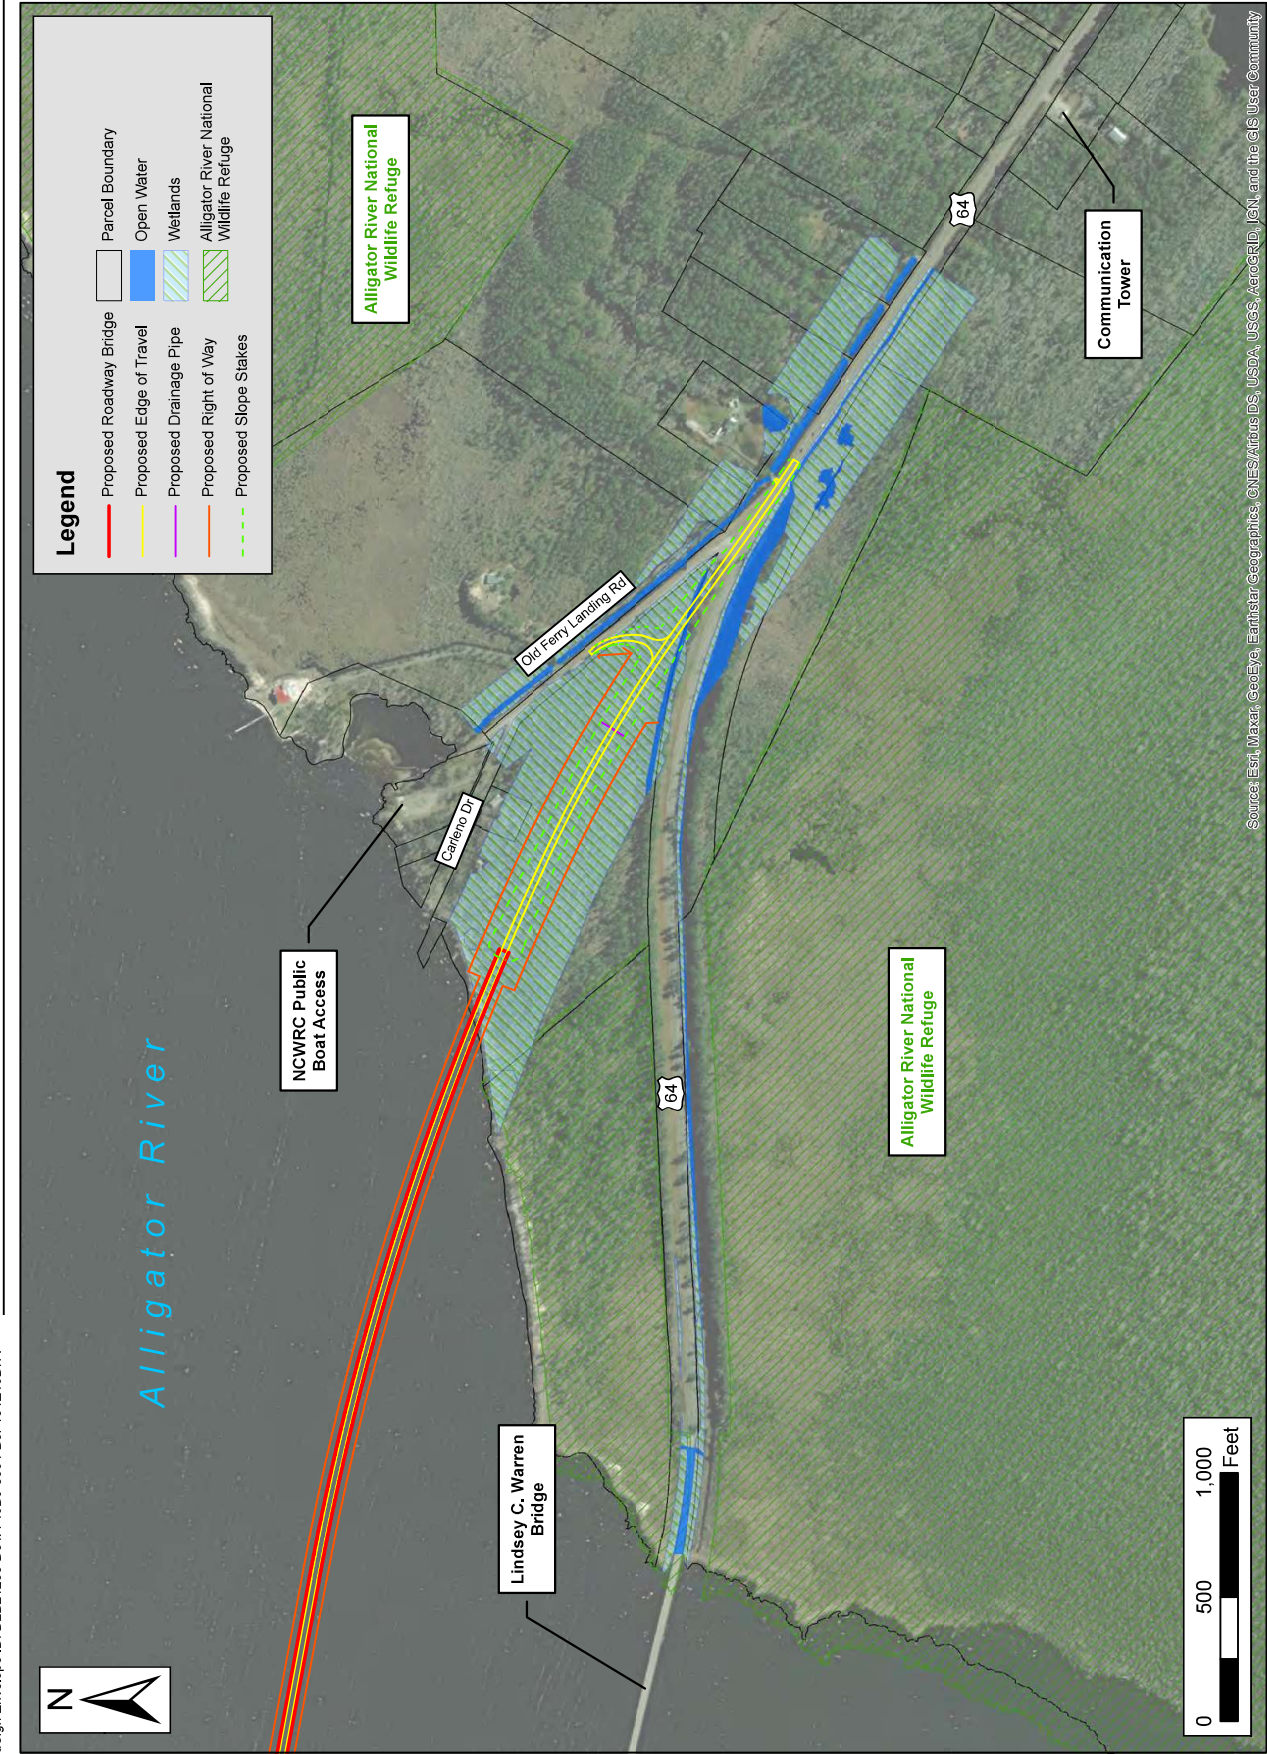 Legend
Proposed Roadway Bridge
Proposed Edge of Travel
Proposed Drainage Pipe
Proposed Right of Way
Proposed Slope Stakes
Parcel Boundary
Open Water
Wetlands
Alligator River National
Wildlife Refuge
N
Alligator River
NCWRC Public
Boat Access
Carleno Dr
Old Ferry Landing Rd
Alligator River National
Wildlife Refuge
Lindsey C. Warren
Bridge
64
64
Communication
Tower
Alligator River National
Wildlife Refuge
0 500 1,000
Feet
Source: Esri, Maxar, GeoEye, Earthstar Geographics, CNES/Airbus DS, USDA, USGS, AeroGRID, IGN, and the GIS User Community